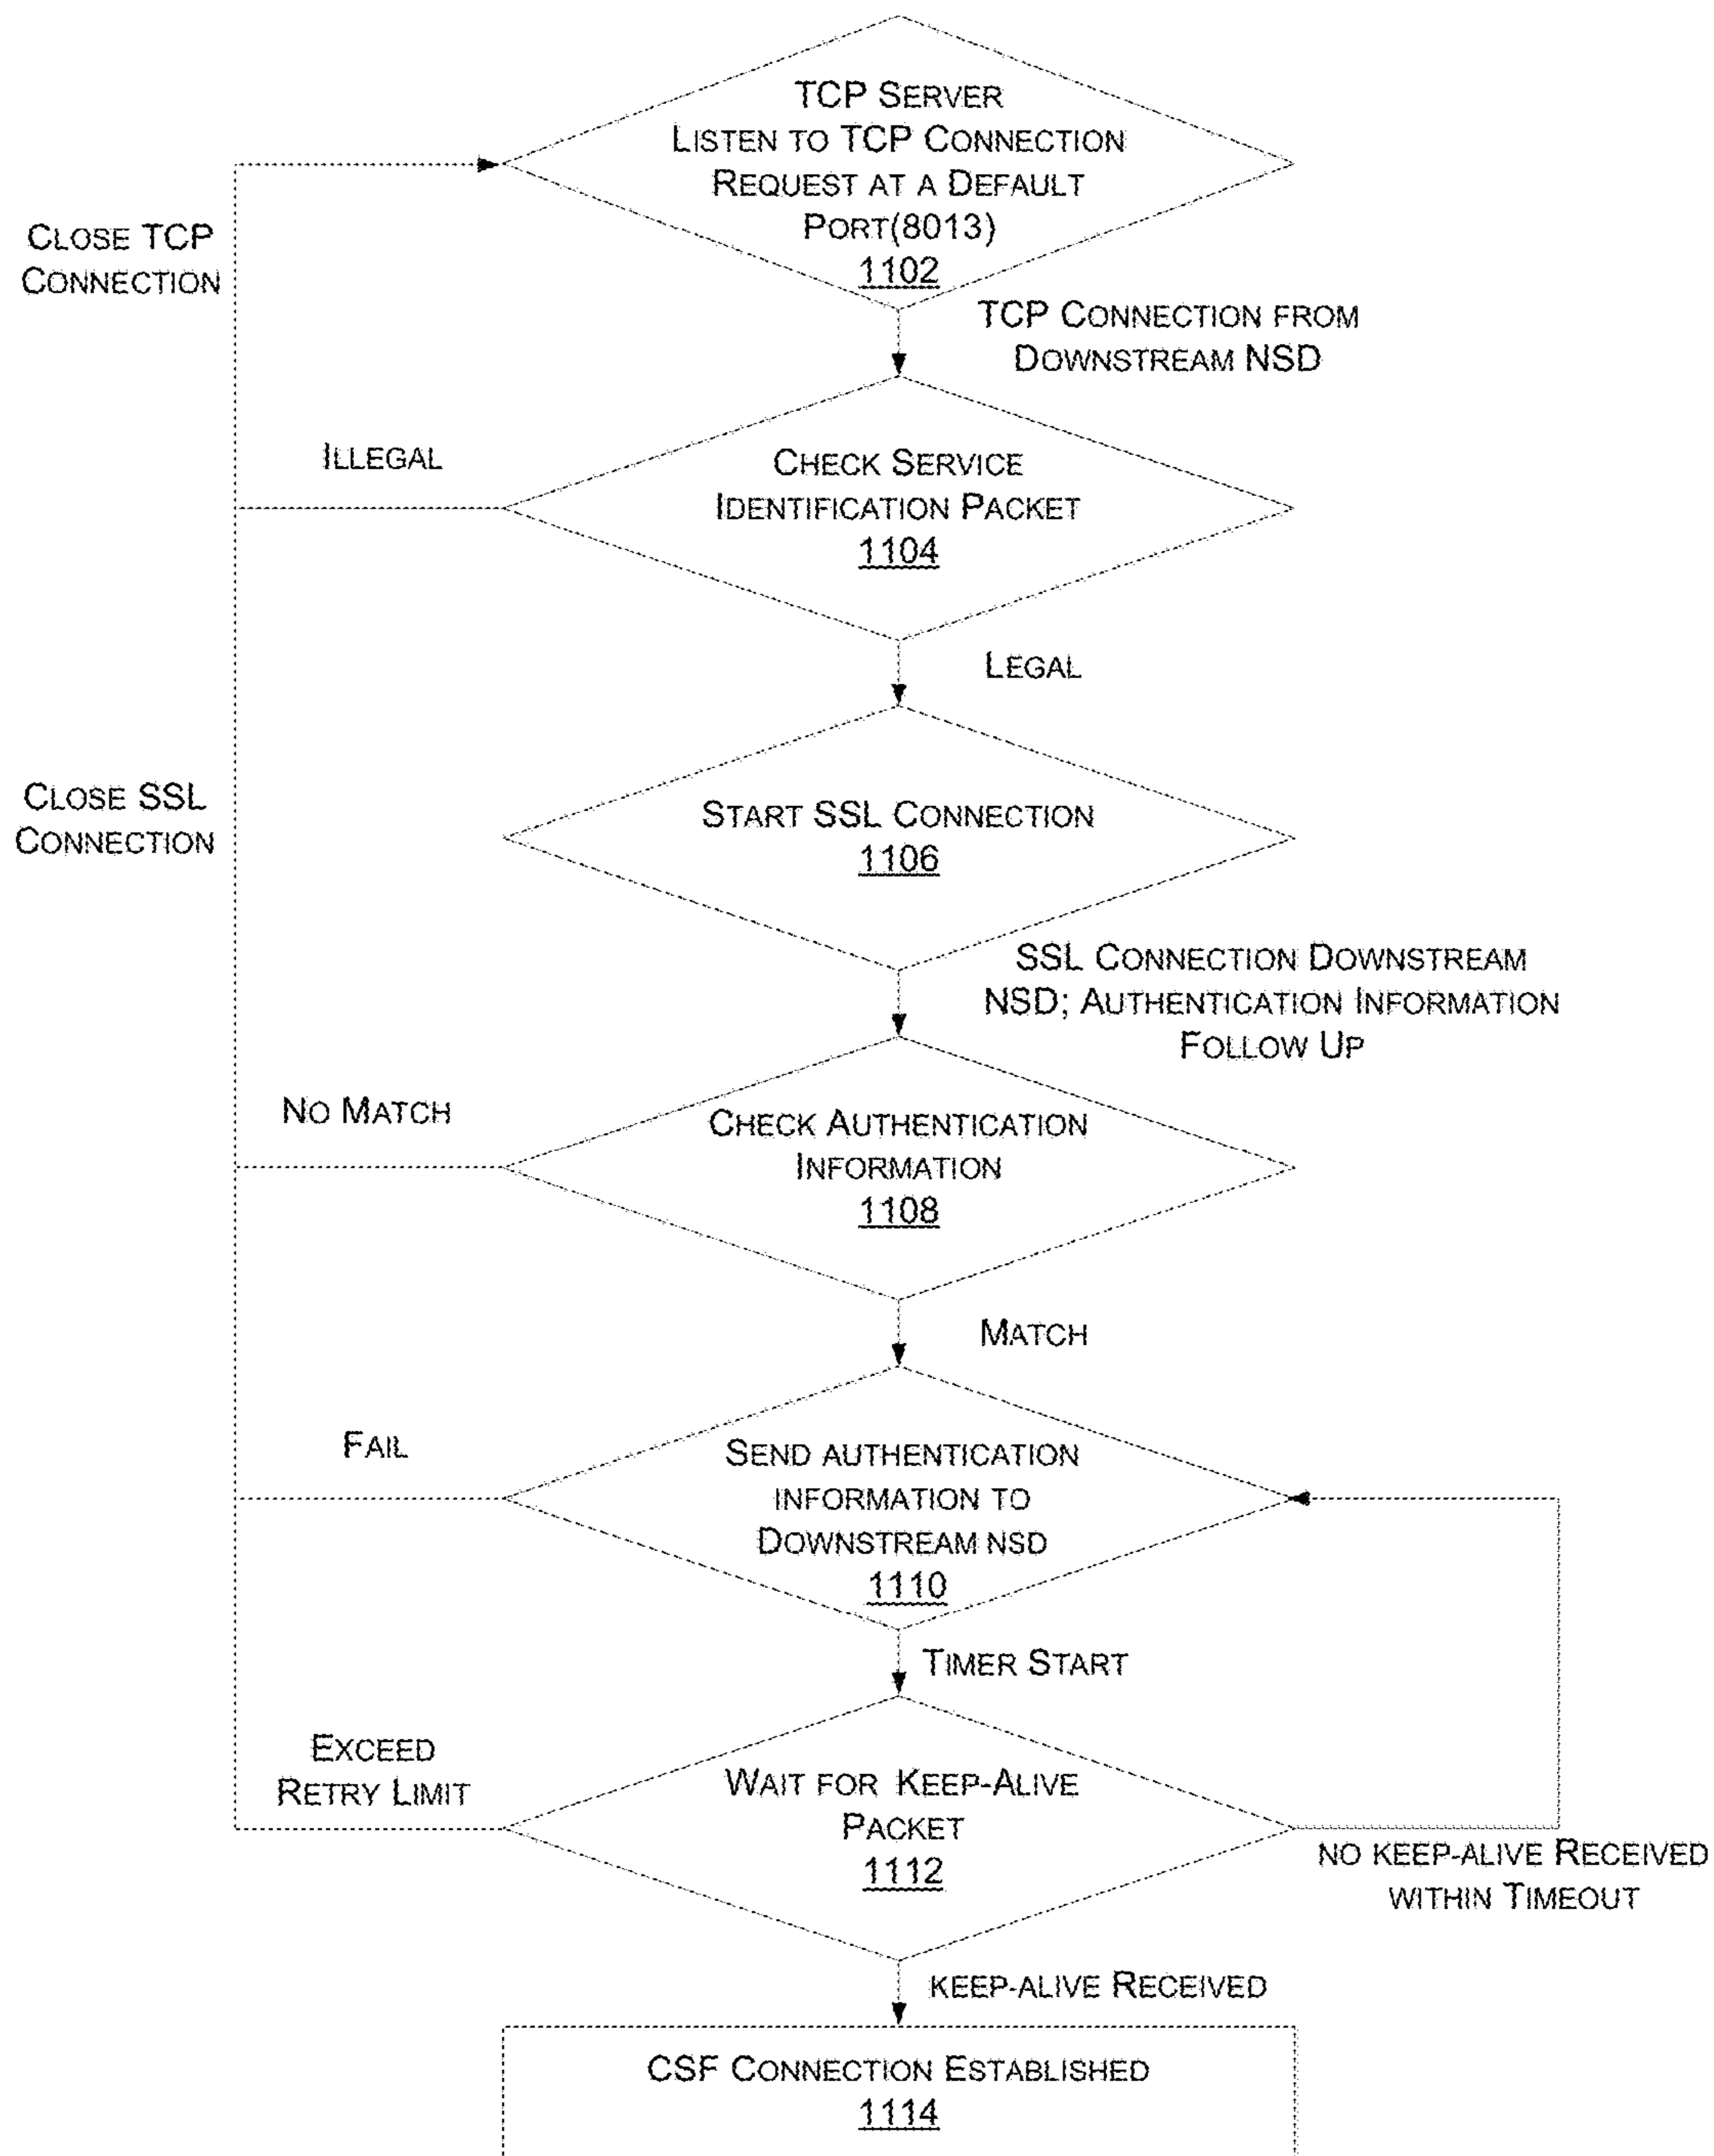 TCP SERVER
LISTEN TO TCP CONNECTION
REQUEST AT A DEFAULT
PORT(8013)
1102
CLOSE TCP
CONNECTION
TCP CONNECTION FROM
DOWNSTREAM NSD
ILLEGAL
CHECK SERVICE
IDENTIFICATION PACKET
1104
LEGAL
CLOSE SSL
CONNECTION
START SSL CONNECTION
1106
SSL CONNECTION DOWNSTREAM
NSD; AUTHENTICATION INFORMATION
FOLLOW UP
NO MATCH
CHECK AUTHENTICATION
INFORMATION
1108
MATCH
FAIL
SEND AUTHENTICATION
INFORMATION TO
DOWNSTREAM NSD
1110
TIMER START
EXCEED
RETRY LIMIT
WAIT FOR KEEP-ALIVE
PACKET
1112
NO KEEP-ALIVE RECEIVED
WITHIN TIMEOUT
KEEP-ALIVE RECEIVED
CSF CONNECTION ESTABLISHED
1114